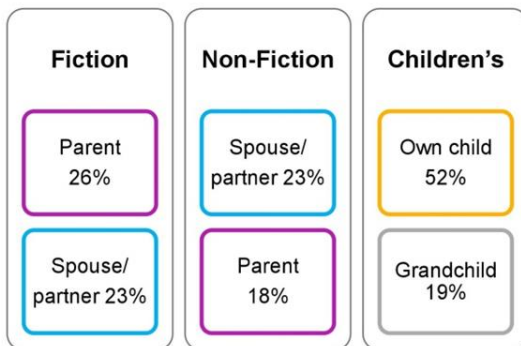 Fiction
Parent
26%
Spouse/
partner 23%
Non-Fiction
Spouse/
partner 23%
Parent
18%
Children's
Own child
52%
Grandchild
19%